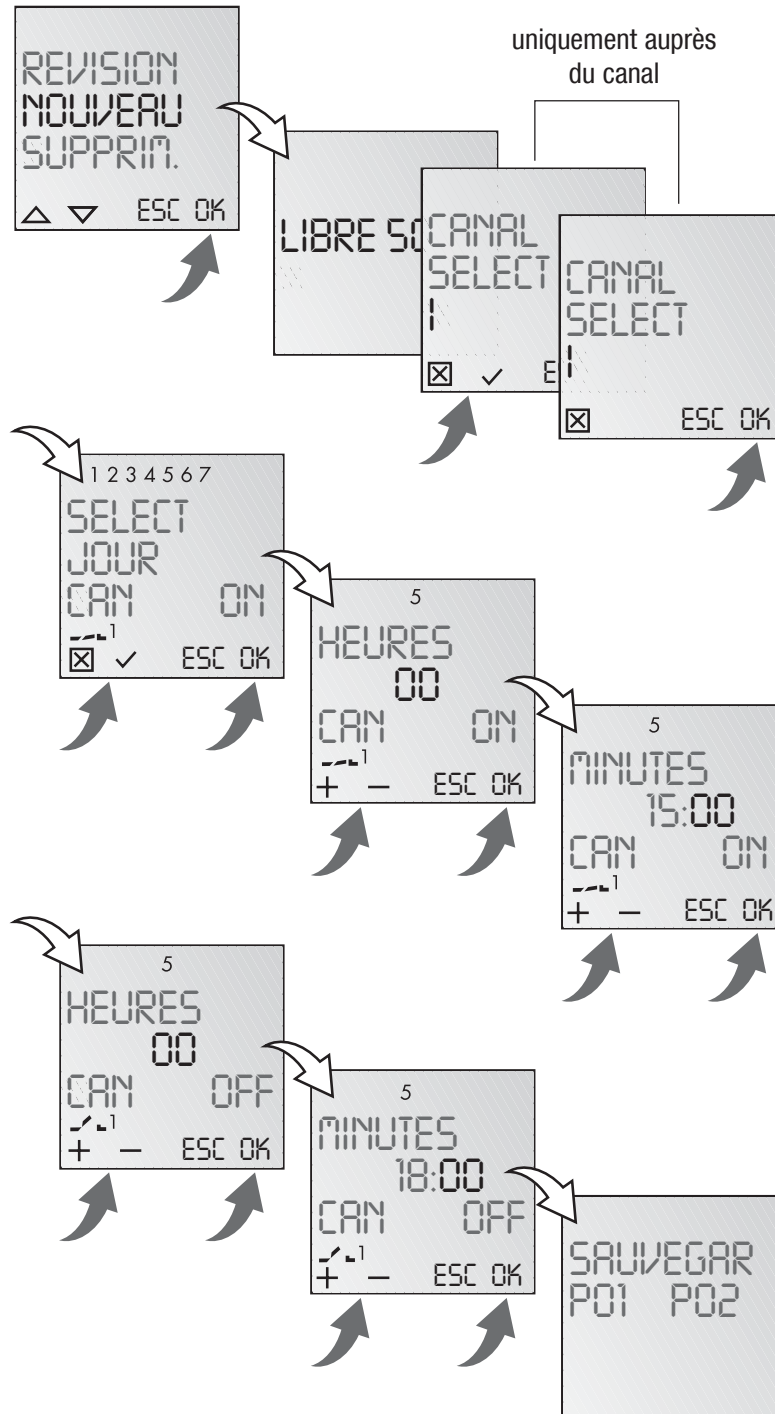 uniquement auprès
du canal
REVISION
NOUVEAU
SUPPRIM.
ESC OK
LIBRE
CANAL
SELECT
1
CANAL
SELECT
1
ESC OK
1 2 3 4 5 6 7
SELECT
JOUR
CAN ON
1
ESC OK
5
HEURES
00
CAN ON
1
+ − ESC OK
5
MINUTES
15:00
CAN ON
1
+ − ESC OK
5
HEURES
00
CAN OFF
1
+ − ESC OK
5
MINUTES
18:00
CAN OFF
1
+ − ESC OK
SAUVEGAR
P01 P02